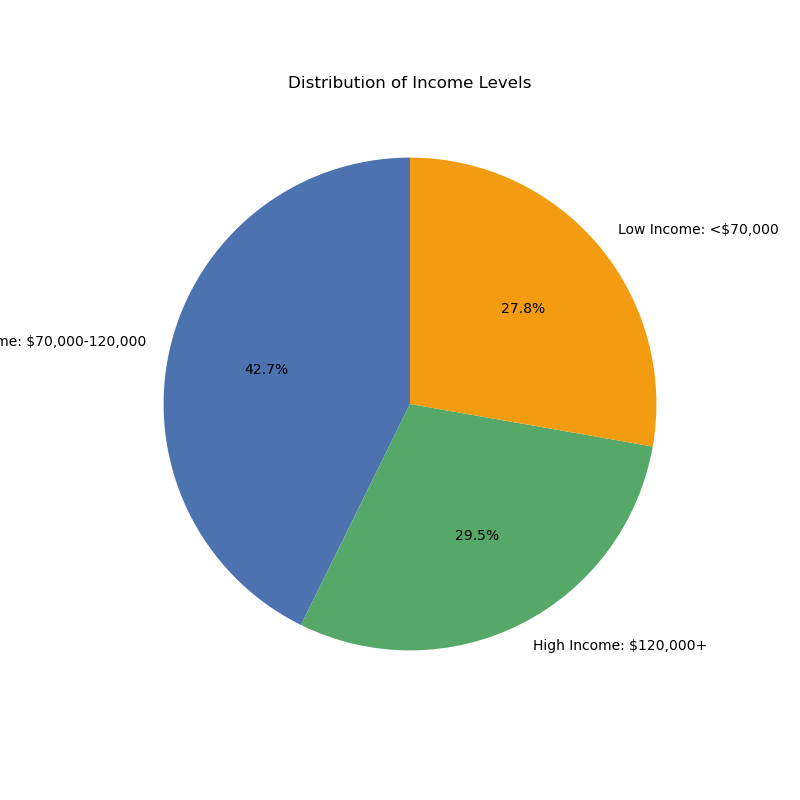 Distribution of Income Levels
Low Income: <$70,000
27.8%
$70,000-120,000
42.7%
29.5%
High Income: $120,000+